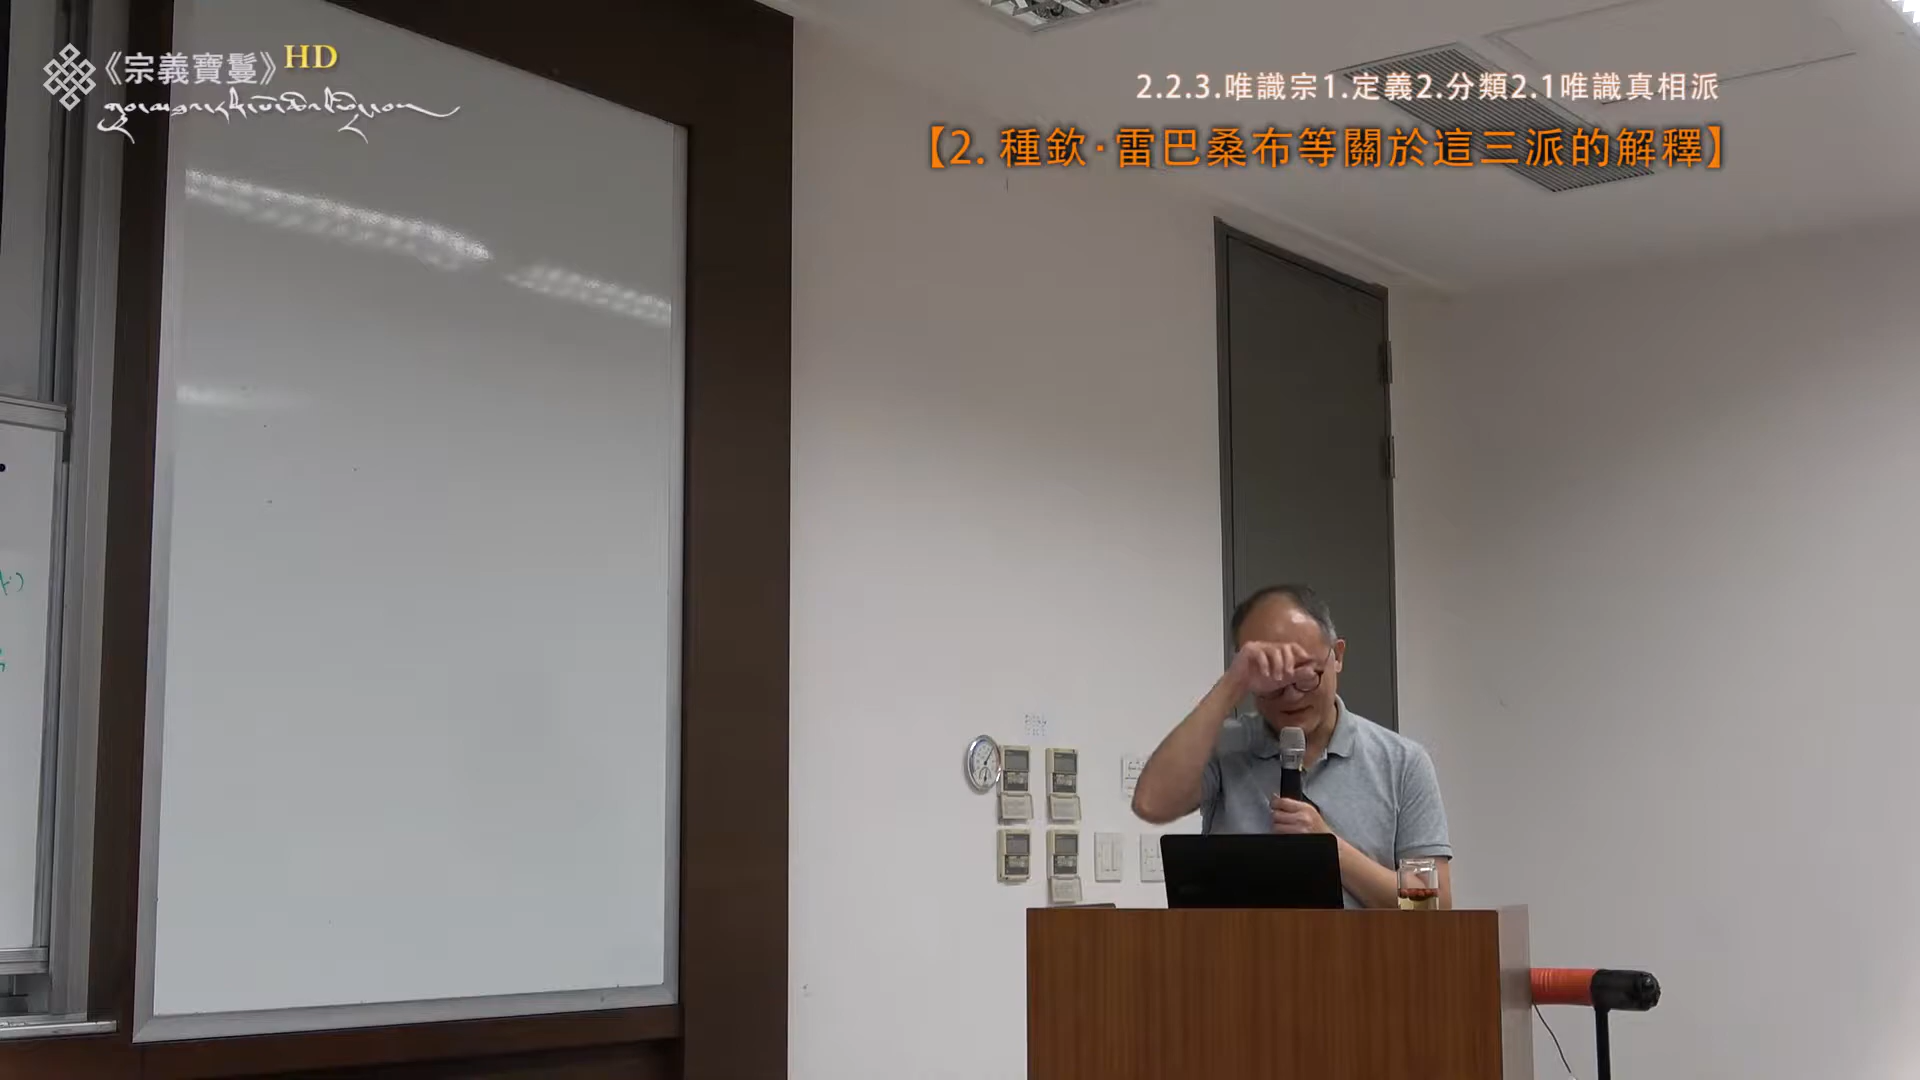 《宗義寶鬘》HD
2.2.3.唯識宗1.定義2.分類2.1唯識真相派
【2. 種欽·雷巴桑布等關於這三派的解釋】